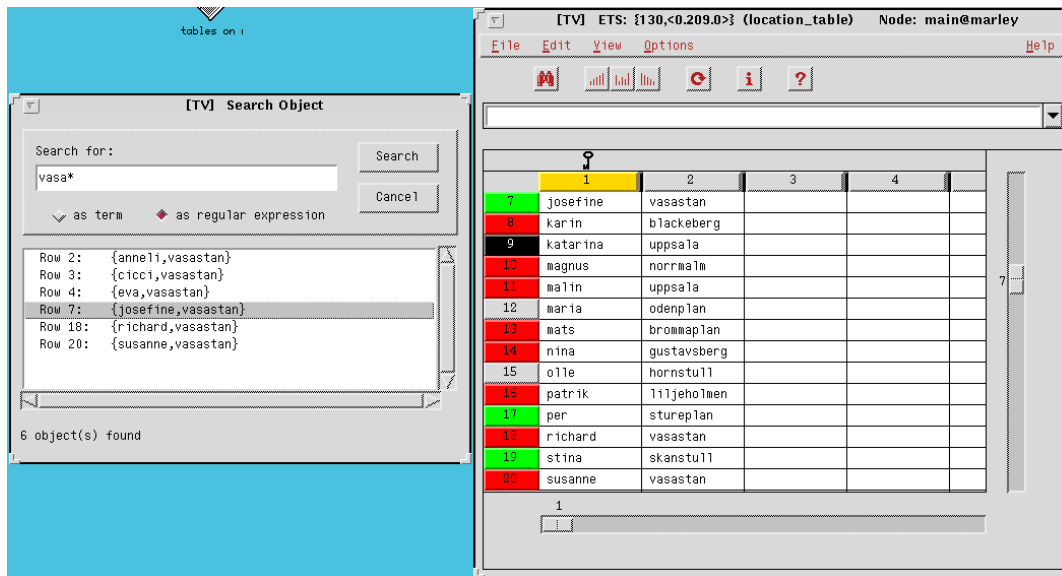 tables on
[TV] Search Object
Search for:
vasa*
Search
Cancel
as term
as regular expression
Row 2: {anneli,vasastan}
Row 3: {cicci,vasastan}
Row 4: {eva,vasastan}
Row 7: {josefine,vasastan}
Row 18: {richard,vasastan}
Row 20: {susanne,vasastan}
6 object(s) found
[TV] ETS: {130,<0.209.0>} (location_table) Node: main@marley
File Edit View Options Help
1 2 3 4
7 josefine vasastan
8 karin blackeberg
9 katarina uppsala
10 magnus norrmalm
11 malin uppsala
12 maria odenplan
13 mats brommaplan
14 nina gustavsberg
15 olle hornstull
16 patrik liljeholmen
17 per stureplan
18 richard vasastan
19 stina skanstull
20 susanne vasastan
7
1